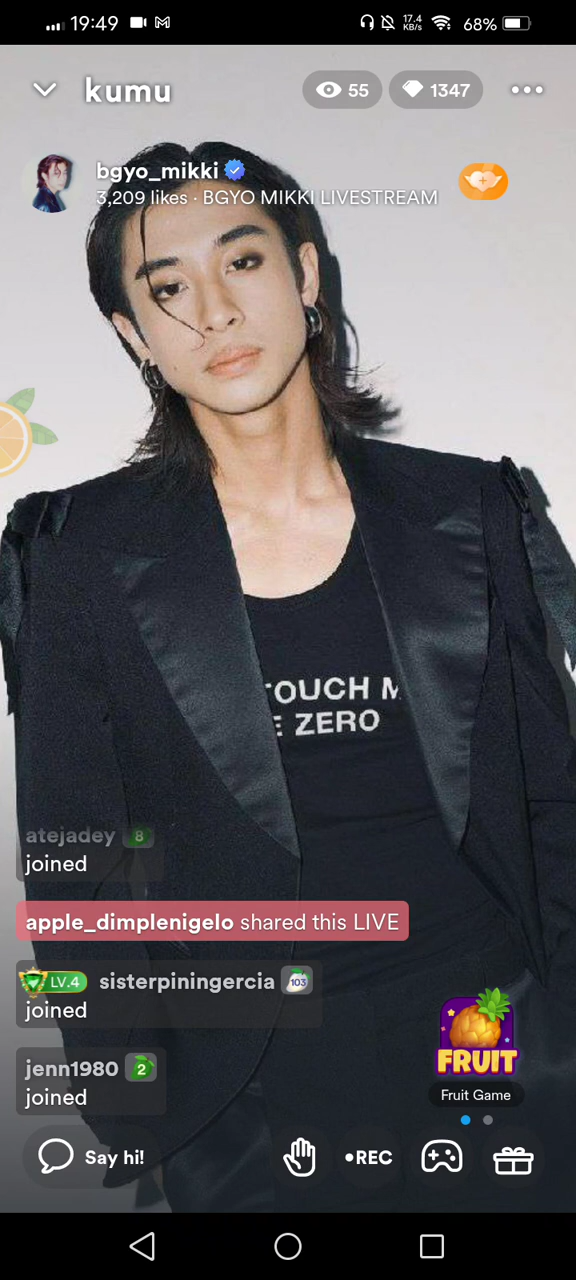 19:49
17.4
KB/s
68%
kumu
55
1347
bgyo_mikki
3,209 likes · BGYO MIKKI LIVESTREAM
TOUCH M
E ZERO
atejadey 8
joined
apple_dimplenigelo shared this LIVE
LV.4 sisterpiningercia 103
joined
jenn1980 2
joined
FRUIT
Fruit Game
Say hi!
•REC